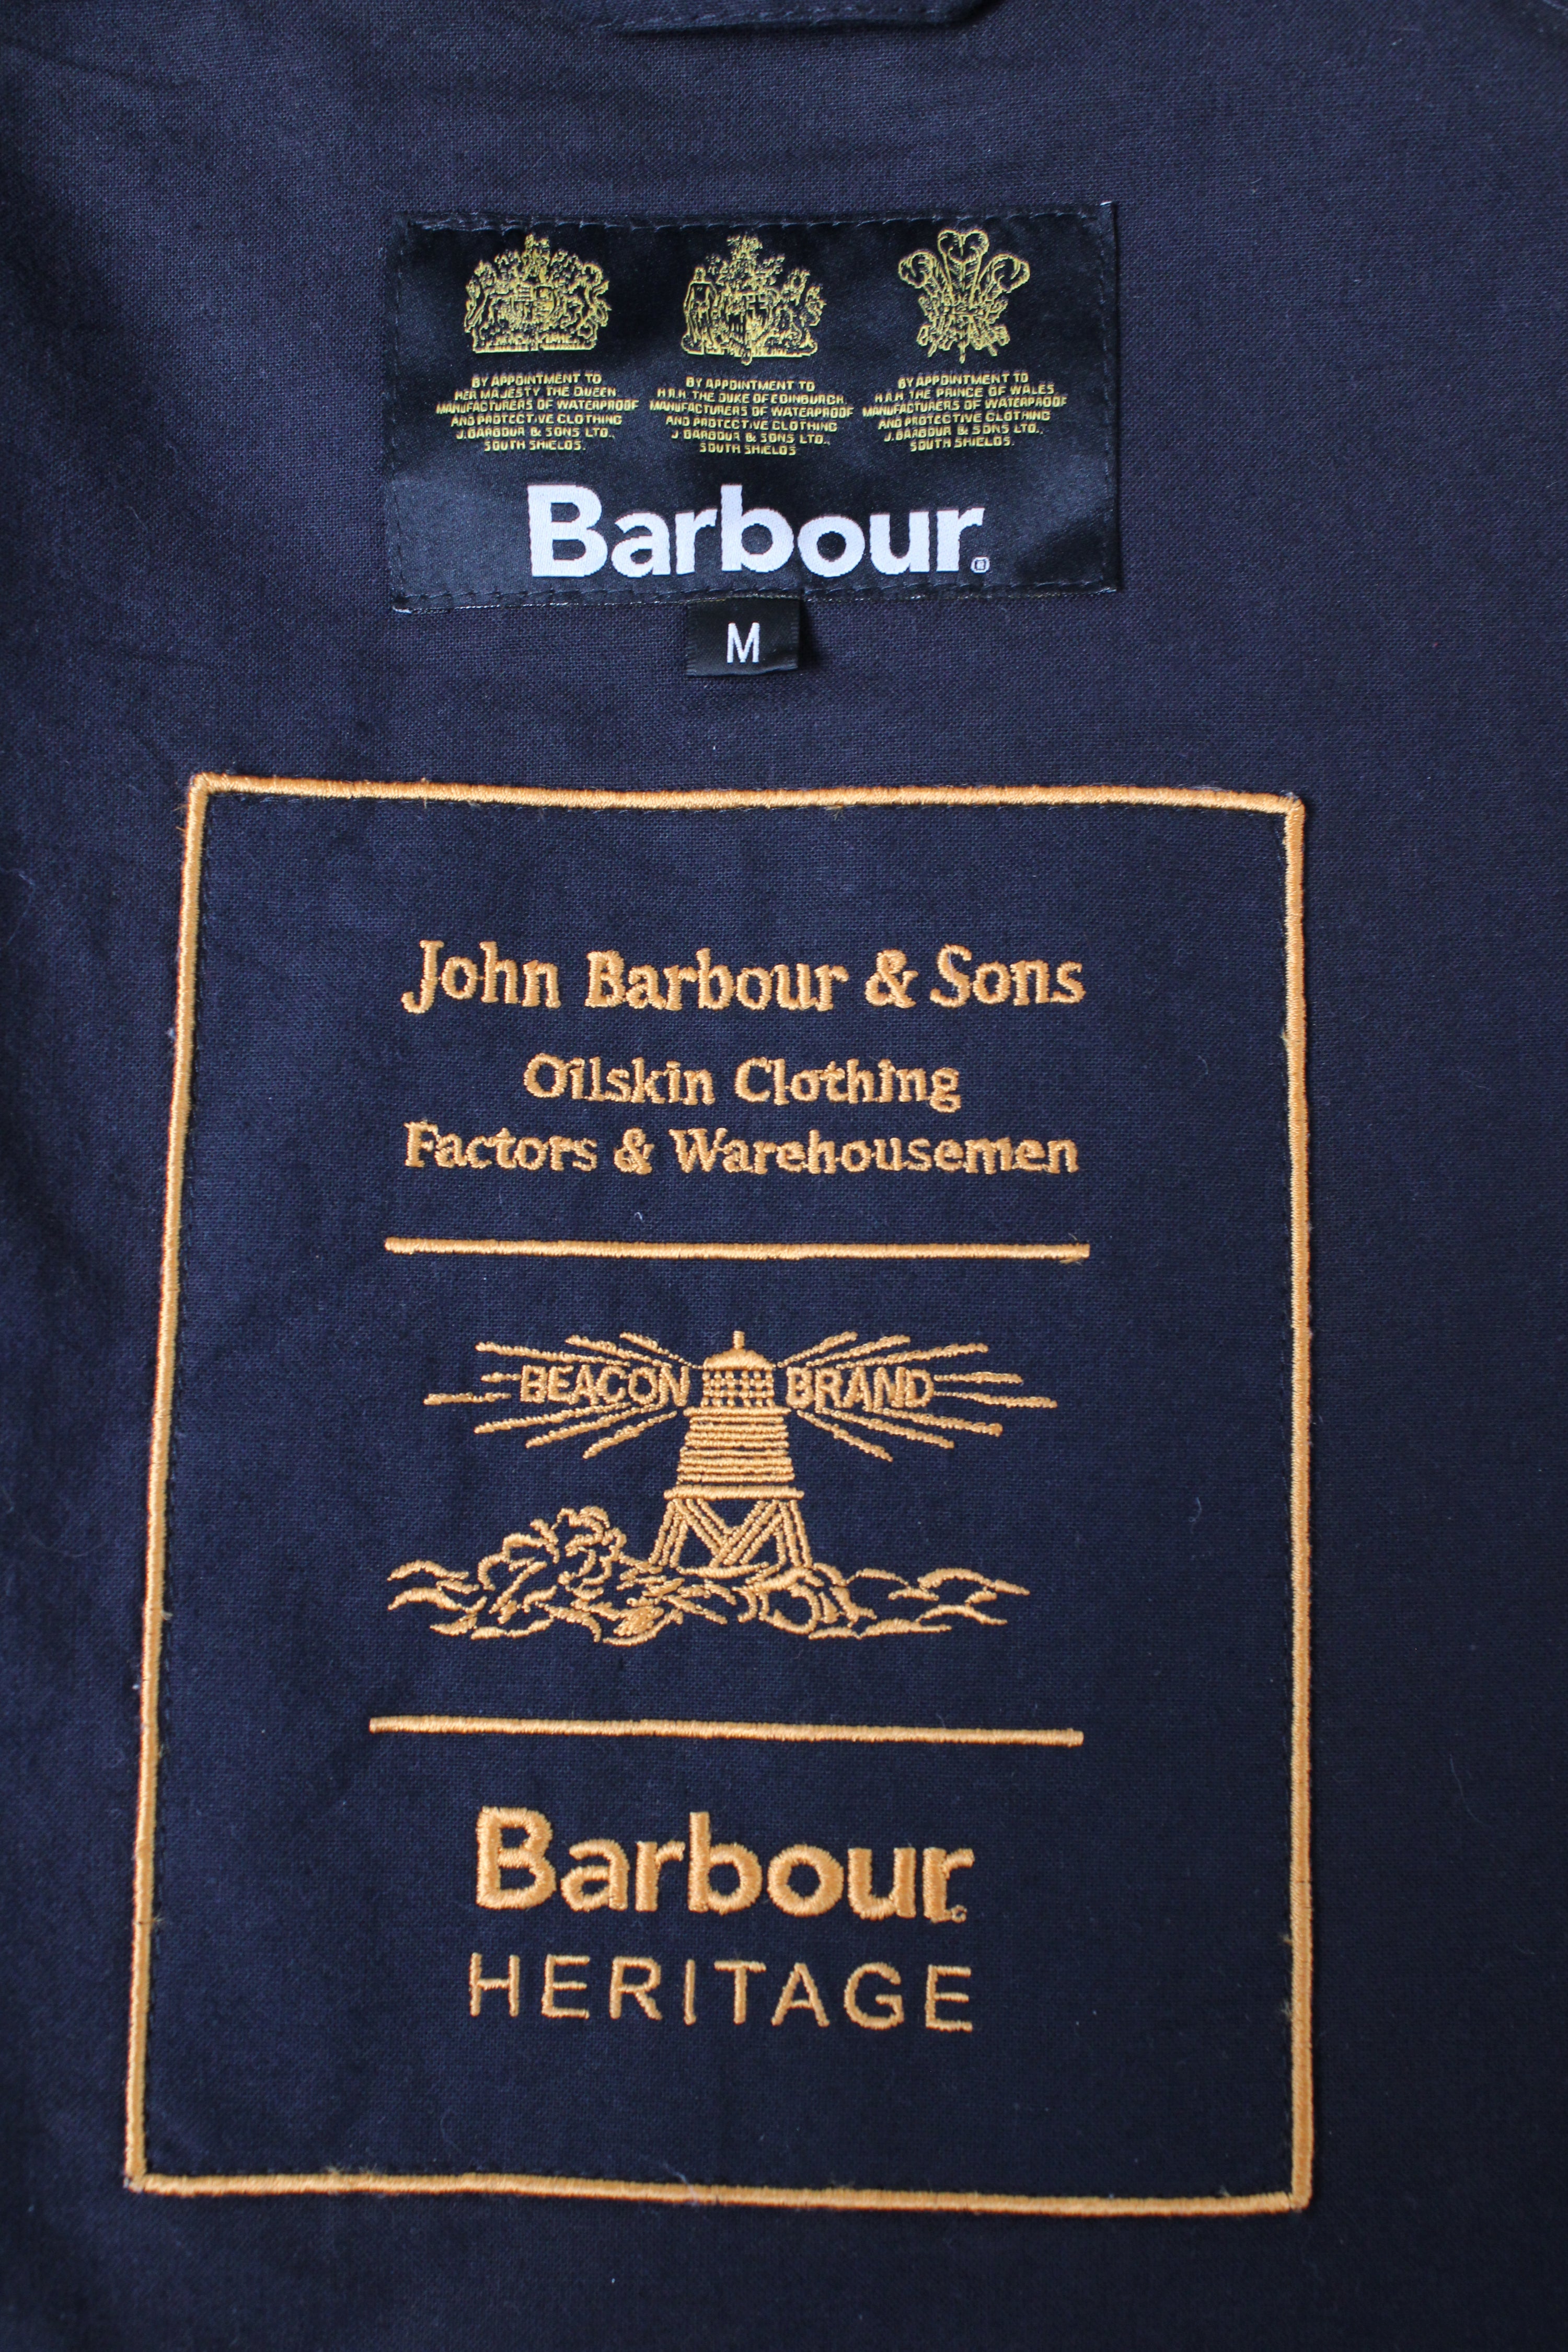 BY APPOINTMENT TO
HER MAJESTY THE QUEEN
MANUFACTURERS OF WATERPROOF
AND PROTECTIVE CLOTHING
J. BARBOUR & SONS LTD.,
SOUTH SHIELDS.
BY APPOINTMENT TO
H.R.H. THE DUKE OF EDINBURGH
MANUFACTURERS OF WATERPROOF
AND PROTECTIVE CLOTHING
J. BARBOUR & SONS LTD.,
SOUTH SHIELDS
BY APPOINTMENT TO
H.R.H. THE PRINCE OF WALES
MANUFACTURERS OF WATERPROOF
AND PROTECTIVE CLOTHING
J. BARBOUR & SONS LTD.,
SOUTH SHIELDS.
Barbour®
M
John Barbour & Sons
Oilskin Clothing
Factors & Warehousemen
BEACON BRAND
Barbour
HERITAGE